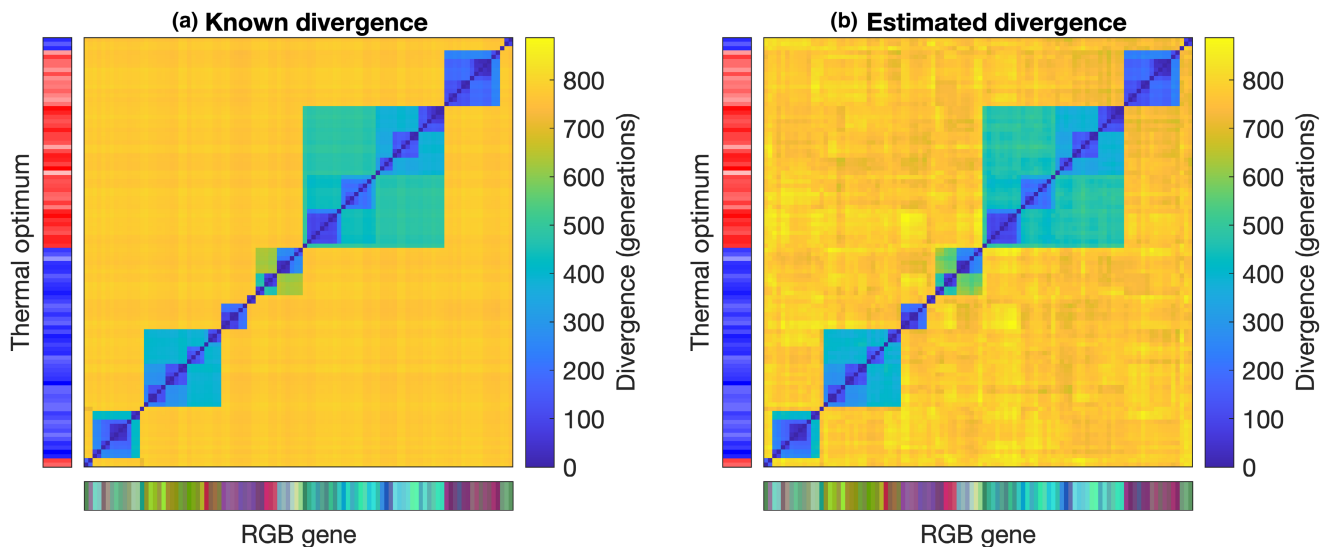 (a) Known divergence
Thermal optimum
800
700
600
500
400
300
200
100
0
Divergence (generations)
RGB gene
(b) Estimated divergence
Thermal optimum
800
700
600
500
400
300
200
100
0
Divergence (generations)
RGB gene